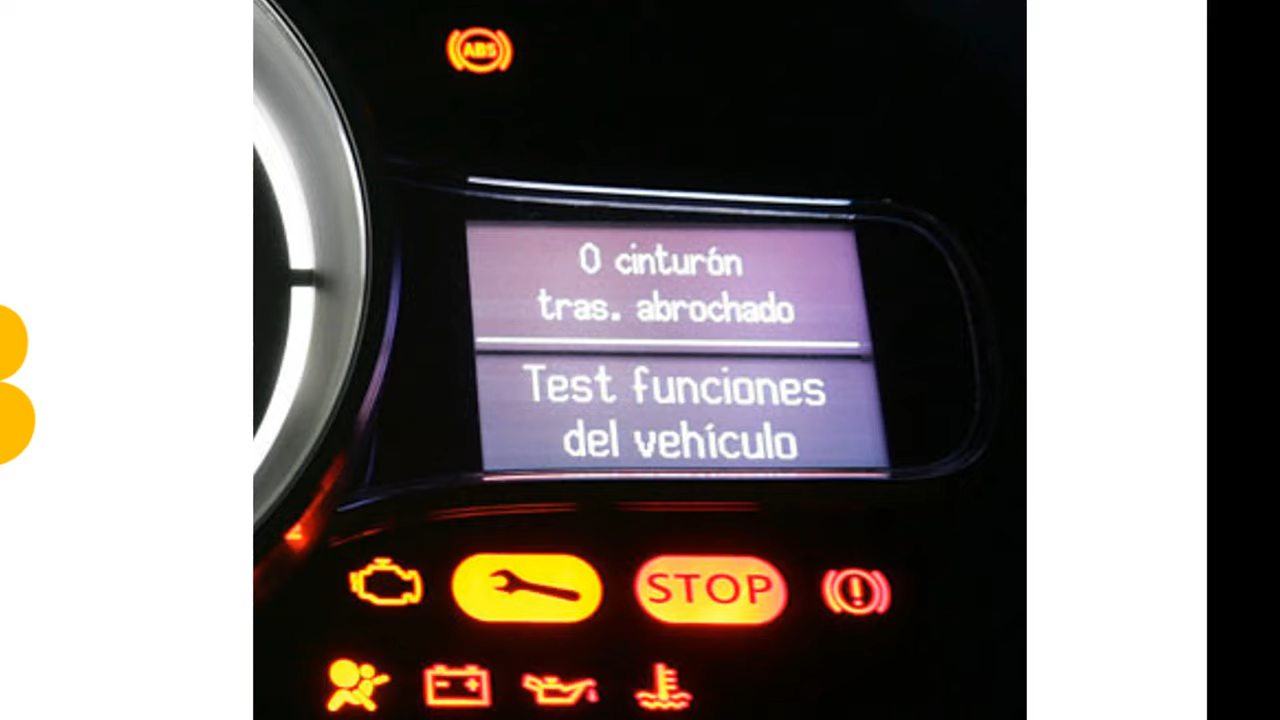 ABS
0 cinturón
tras. abrochado
Test funciones
del vehículo
STOP